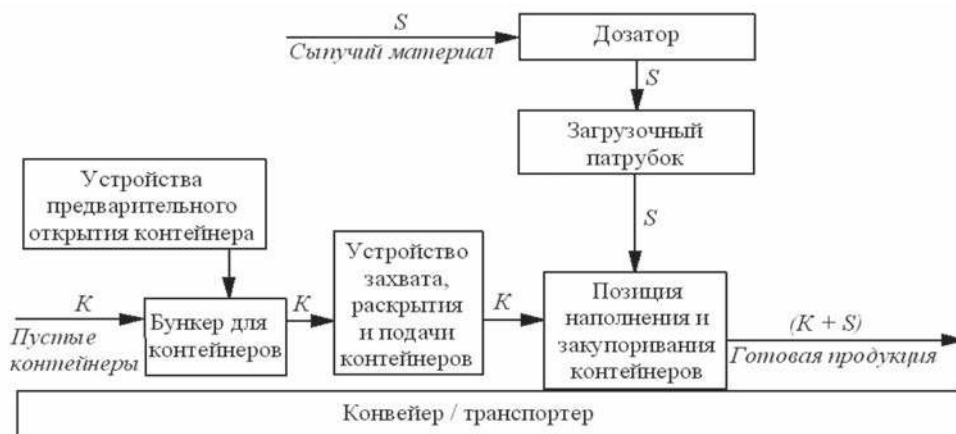 S
Сыпучий материал
Дозатор
S
Загрузочный
патрубок
S
Устройства
предварительного
открытия контейнера
K
Пустые
контейнеры
Бункер для
контейнеров
K
Устройство
захвата,
раскрытия
и подачи
контейнеров
K
Позиция
наполнения и
закупоривания
контейнеров
(K + S)
Готовая продукция
Конвейер / транспортер